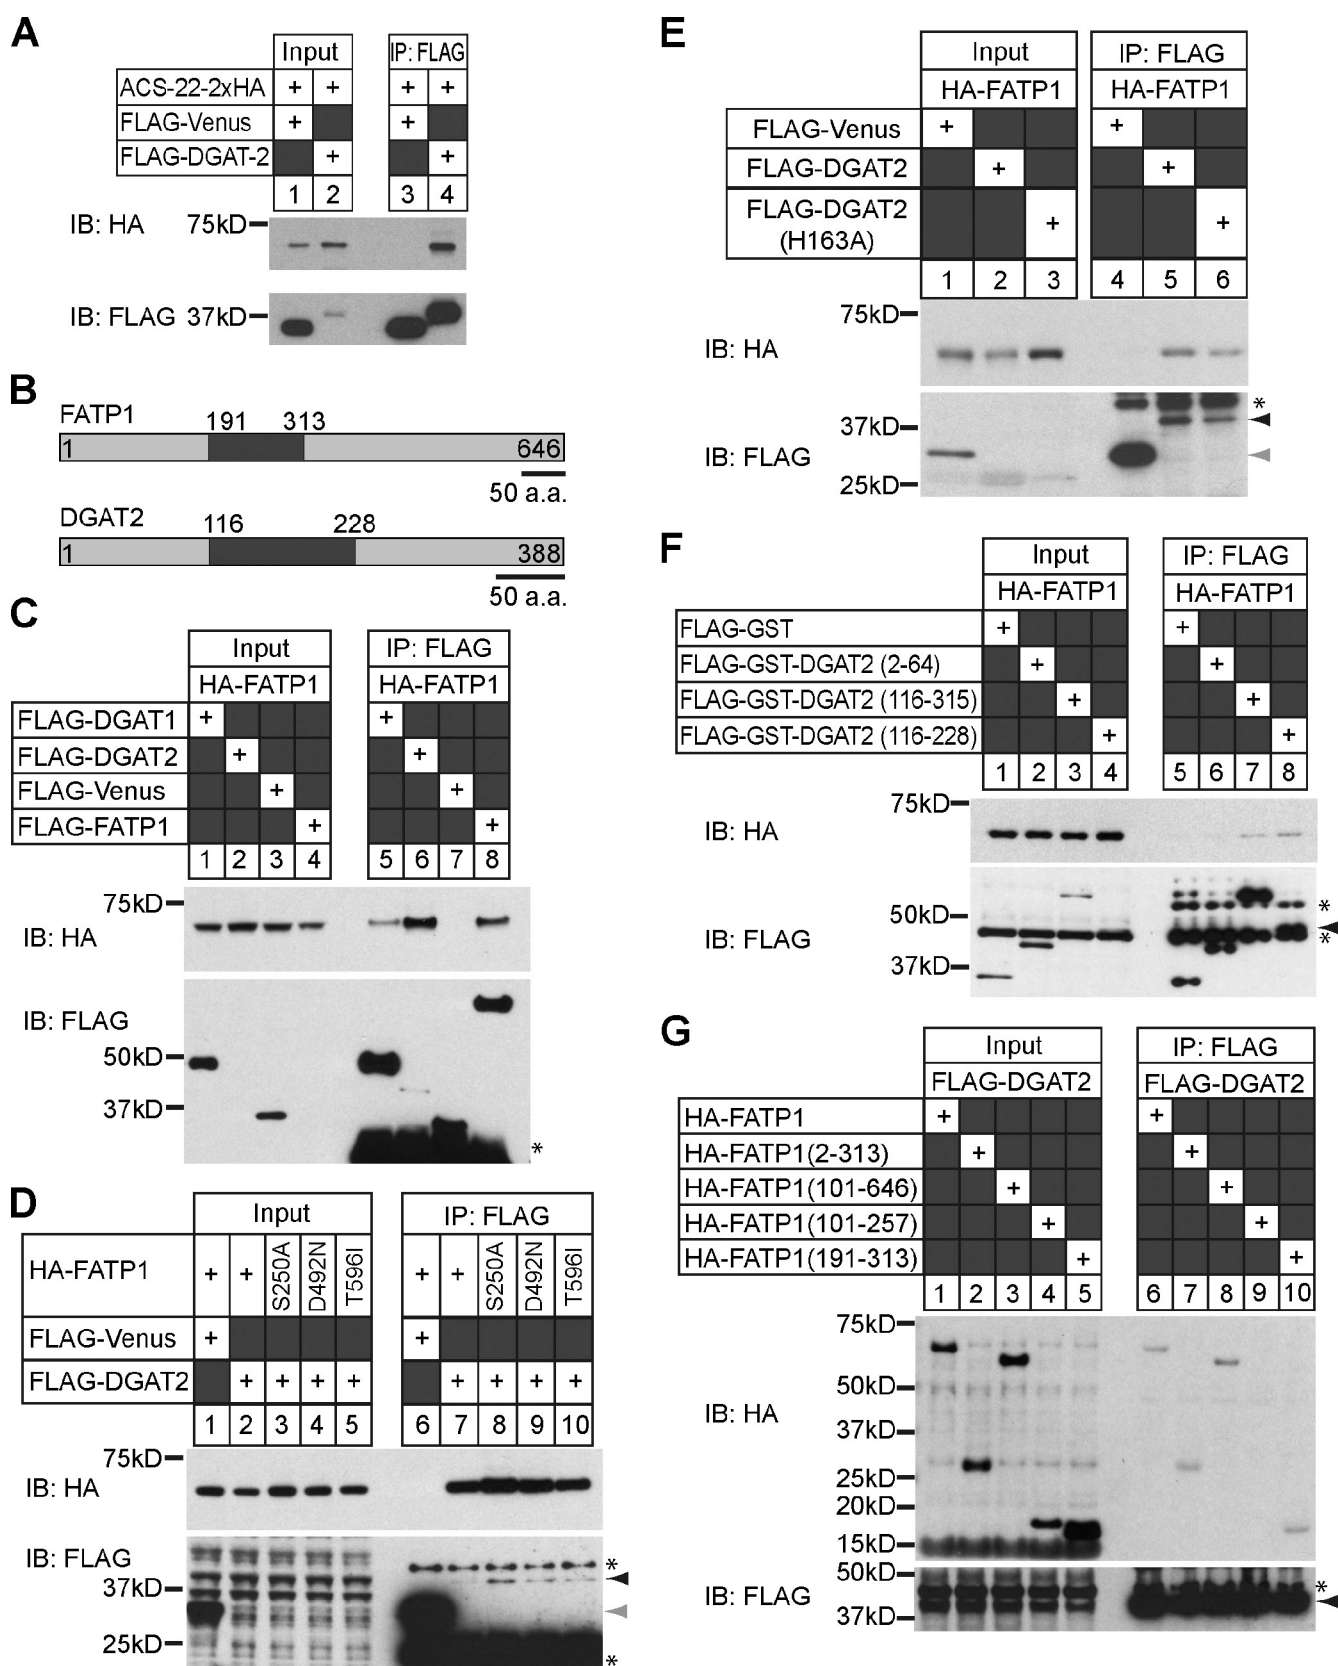 A
Input IP: FLAG
ACS-22-2xHA + + + +
FLAG-Venus + +
FLAG-DGAT-2 + +
1 2 3 4
IB: HA 75kD
IB: FLAG 37kD
B
FATP1 191 313
1 646
50 a.a.
DGAT2 116 228
1 388
50 a.a.
C
Input IP: FLAG
HA-FATP1 HA-FATP1
FLAG-DGAT1 + +
FLAG-DGAT2 + +
FLAG-Venus + +
FLAG-FATP1 + +
1 2 3 4 5 6 7 8
75kD
IB: HA
IB: FLAG
50kD
37kD
*
D
Input IP: FLAG
HA-FATP1 + + S250A D492N T596I + + S250A D492N T596I
FLAG-Venus + +
FLAG-DGAT2 + + + + + + + +
1 2 3 4 5 6 7 8 9 10
75kD
IB: HA
IB: FLAG *
37kD
25kD
*
E
Input IP: FLAG
HA-FATP1 HA-FATP1
FLAG-Venus + +
FLAG-DGAT2 + +
FLAG-DGAT2
(H163A) + +
1 2 3 4 5 6
75kD
IB: HA
*
37kD
IB: FLAG
25kD
F
Input IP: FLAG
HA-FATP1 HA-FATP1
FLAG-GST + +
FLAG-GST-DGAT2 (2-64) + +
FLAG-GST-DGAT2 (116-315) + +
FLAG-GST-DGAT2 (116-228) + +
1 2 3 4 5 6 7 8
75kD
IB: HA
*
50kD
IB: FLAG *
37kD
G
Input IP: FLAG
FLAG-DGAT2 FLAG-DGAT2
HA-FATP1 + +
HA-FATP1(2-313) + +
HA-FATP1(101-646) + +
HA-FATP1(101-257) + +
HA-FATP1(191-313) + +
1 2 3 4 5 6 7 8 9 10
75kD
50kD
IB: HA
37kD
25kD
20kD
15kD
50kD *
IB: FLAG
37kD